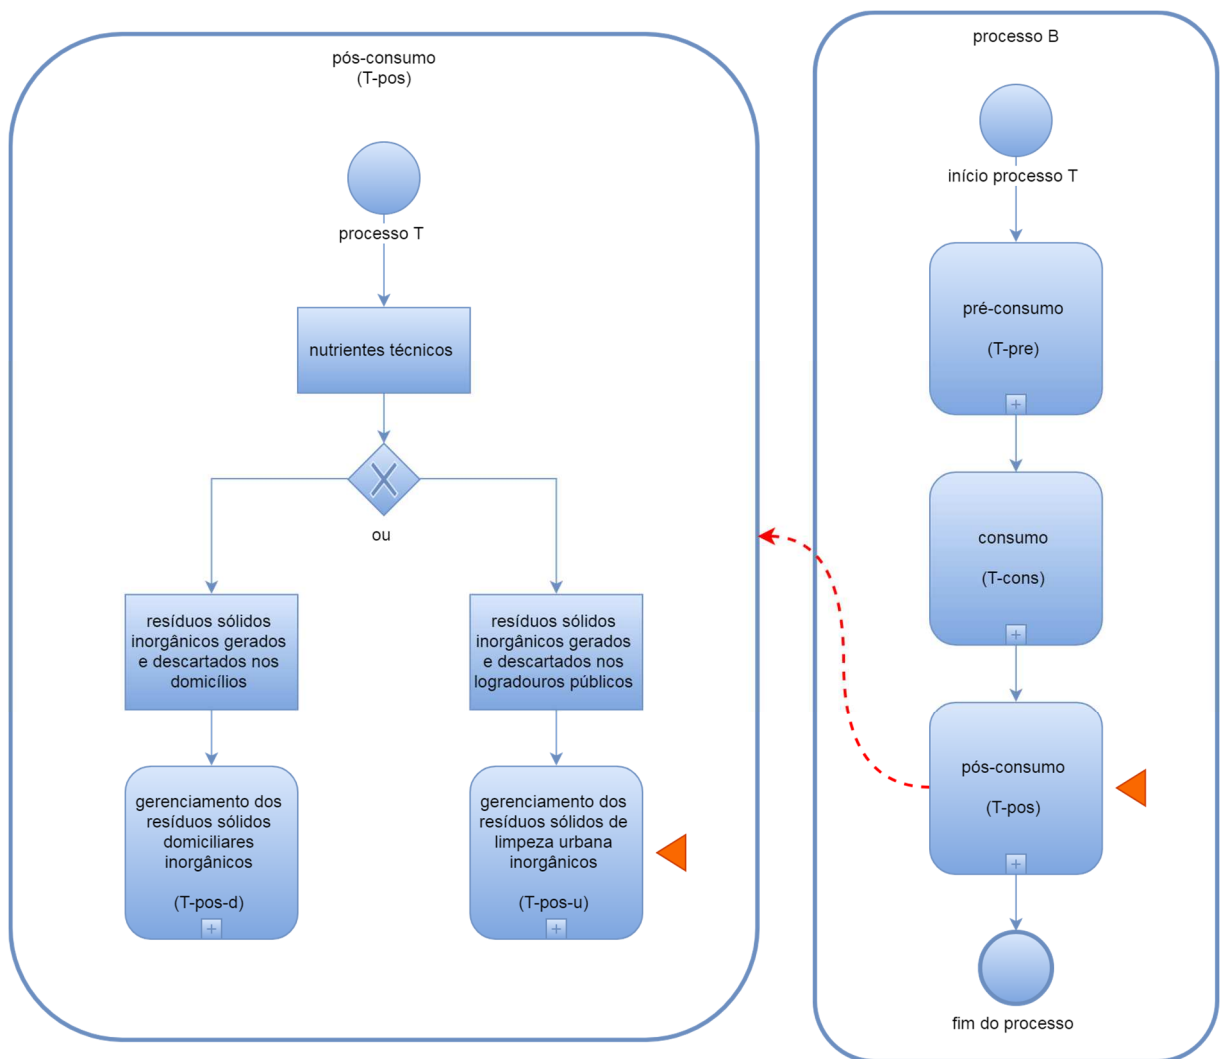 pós-consumo
(T-pos)
processo T
nutrientes técnicos
ou
resíduos sólidos
inorgânicos gerados
e descartados nos
domicílios
resíduos sólidos
inorgânicos gerados
e descartados nos
logradouros públicos
gerenciamento dos
resíduos sólidos
domiciliares
inorgânicos
(T-pos-d)
gerenciamento dos
resíduos sólidos de
limpeza urbana
inorgânicos
(T-pos-u)
processo B
início processo T
pré-consumo
(T-pre)
consumo
(T-cons)
pós-consumo
(T-pos)
fim do processo